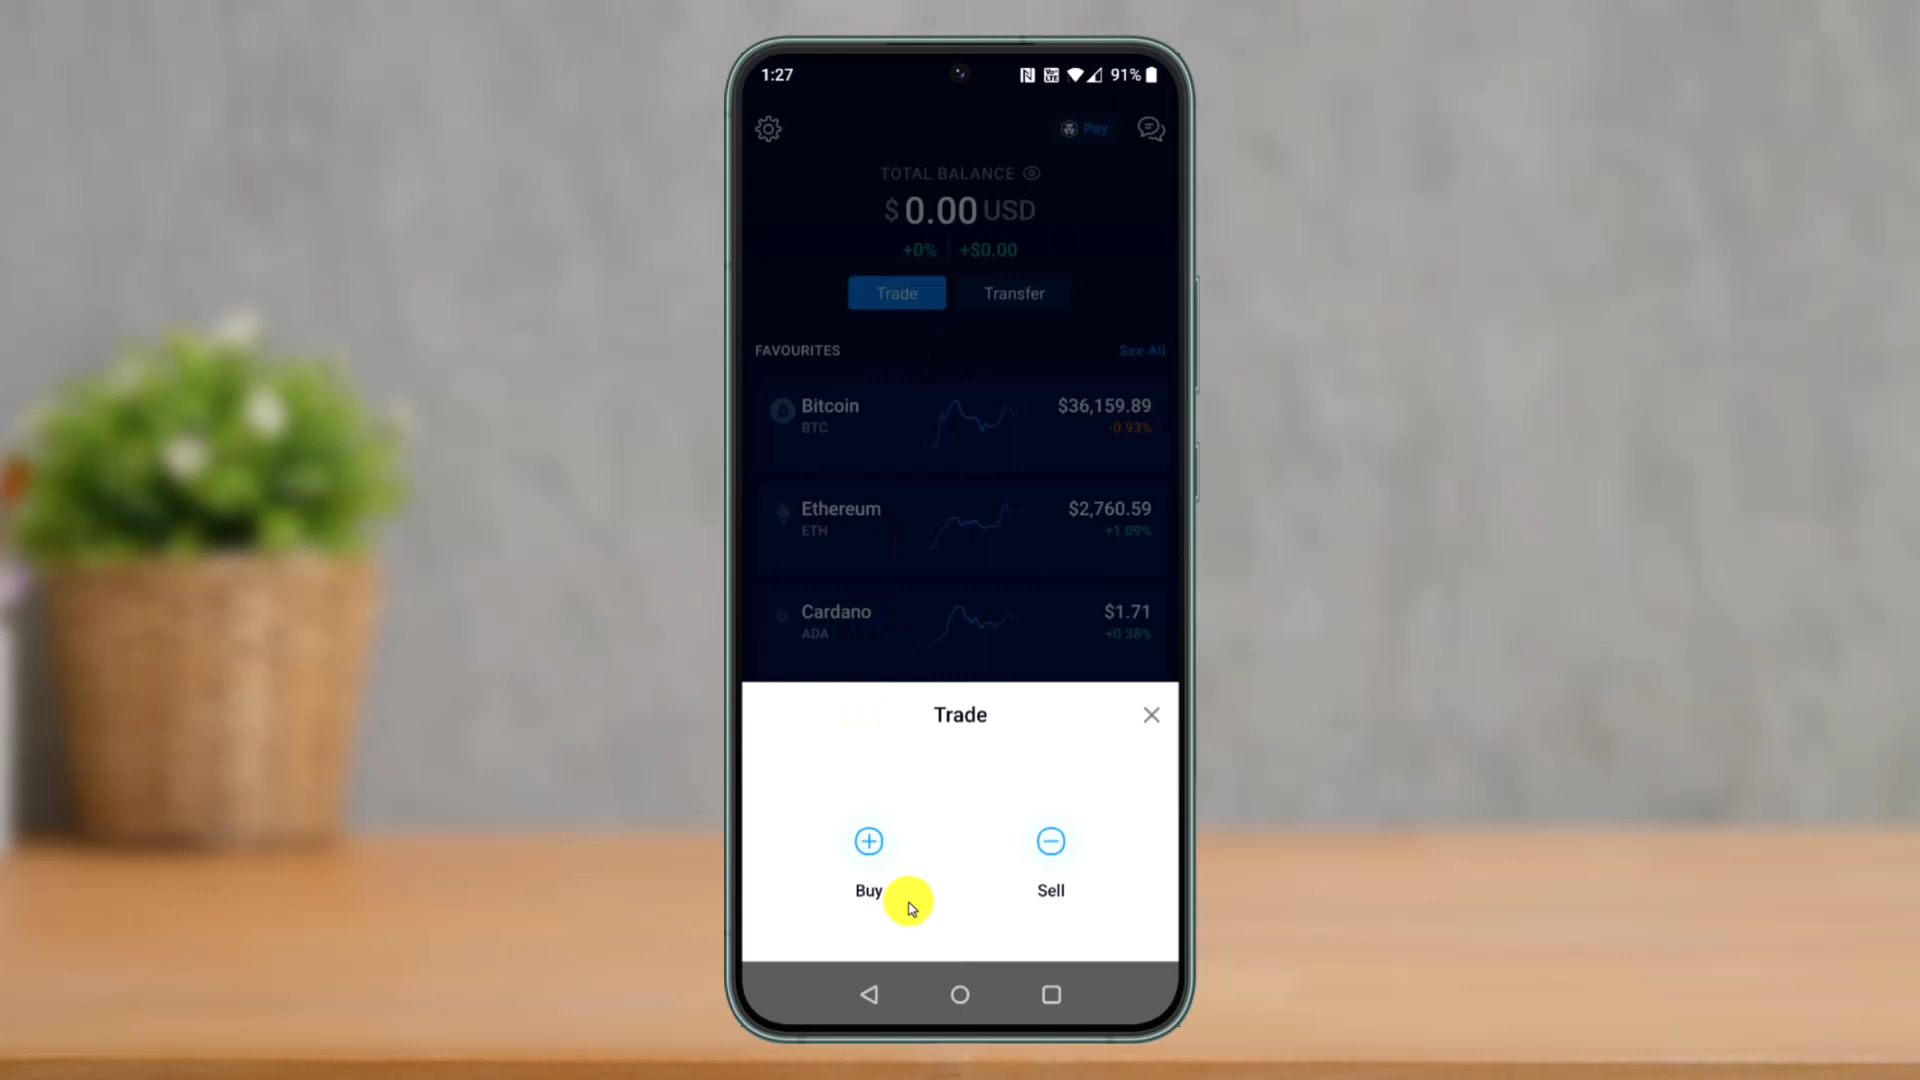 1:27
91%
Pay
TOTAL BALANCE
$ 0.00 USD
+0% +$0.00
Trade Transfer
FAVOURITES See All
Bitcoin $36,159.89
BTC -0.93%
Ethereum $2,760.59
ETH +1.09%
Cardano $1.71
ADA +0.38%
Trade
Buy Sell